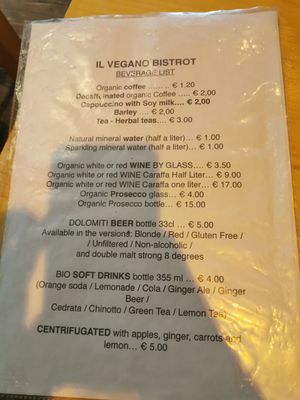 IL VEGANO BISTROT
BEVERAGE LIST
Organic coffee ...... € 1.20
Decaffeinated organic Coffee ..... € 2,00
Cappuccino with Soy milk.... € 2,00
Barley .... € 2,00
Tea - Herbal teas.... € 3.00
Natural mineral water (half a liter)... € 1.00
Sparkling mineral water (half a liter)... € 1.00
Organic white or red WINE BY GLASS.... € 3.50
Organic white or red WINE Caraffa Half Liter... € 9.00
Organic white or red WINE Caraffa one liter... € 17.00
Organic Prosecco glass... € 4.00
Organic Prosecco bottle... € 15.00
DOLOMITI BEER bottle 33cl ... € 5.00
Available in the version‡: Blonde / Red / Gluten Free /
/ Unfiltered / Non-alcoholic /
and double malt strong 8 degrees
BIO SOFT DRINKS bottle 355 ml ... € 4.00
(Orange soda / Lemonade / Cola / Ginger Ale / Ginger
Beer /
Cedrata / Chinotto / Green Tea / Lemon Tea)
CENTRIFUGATED with apples, ginger, carrots and
lemon... € 5.00